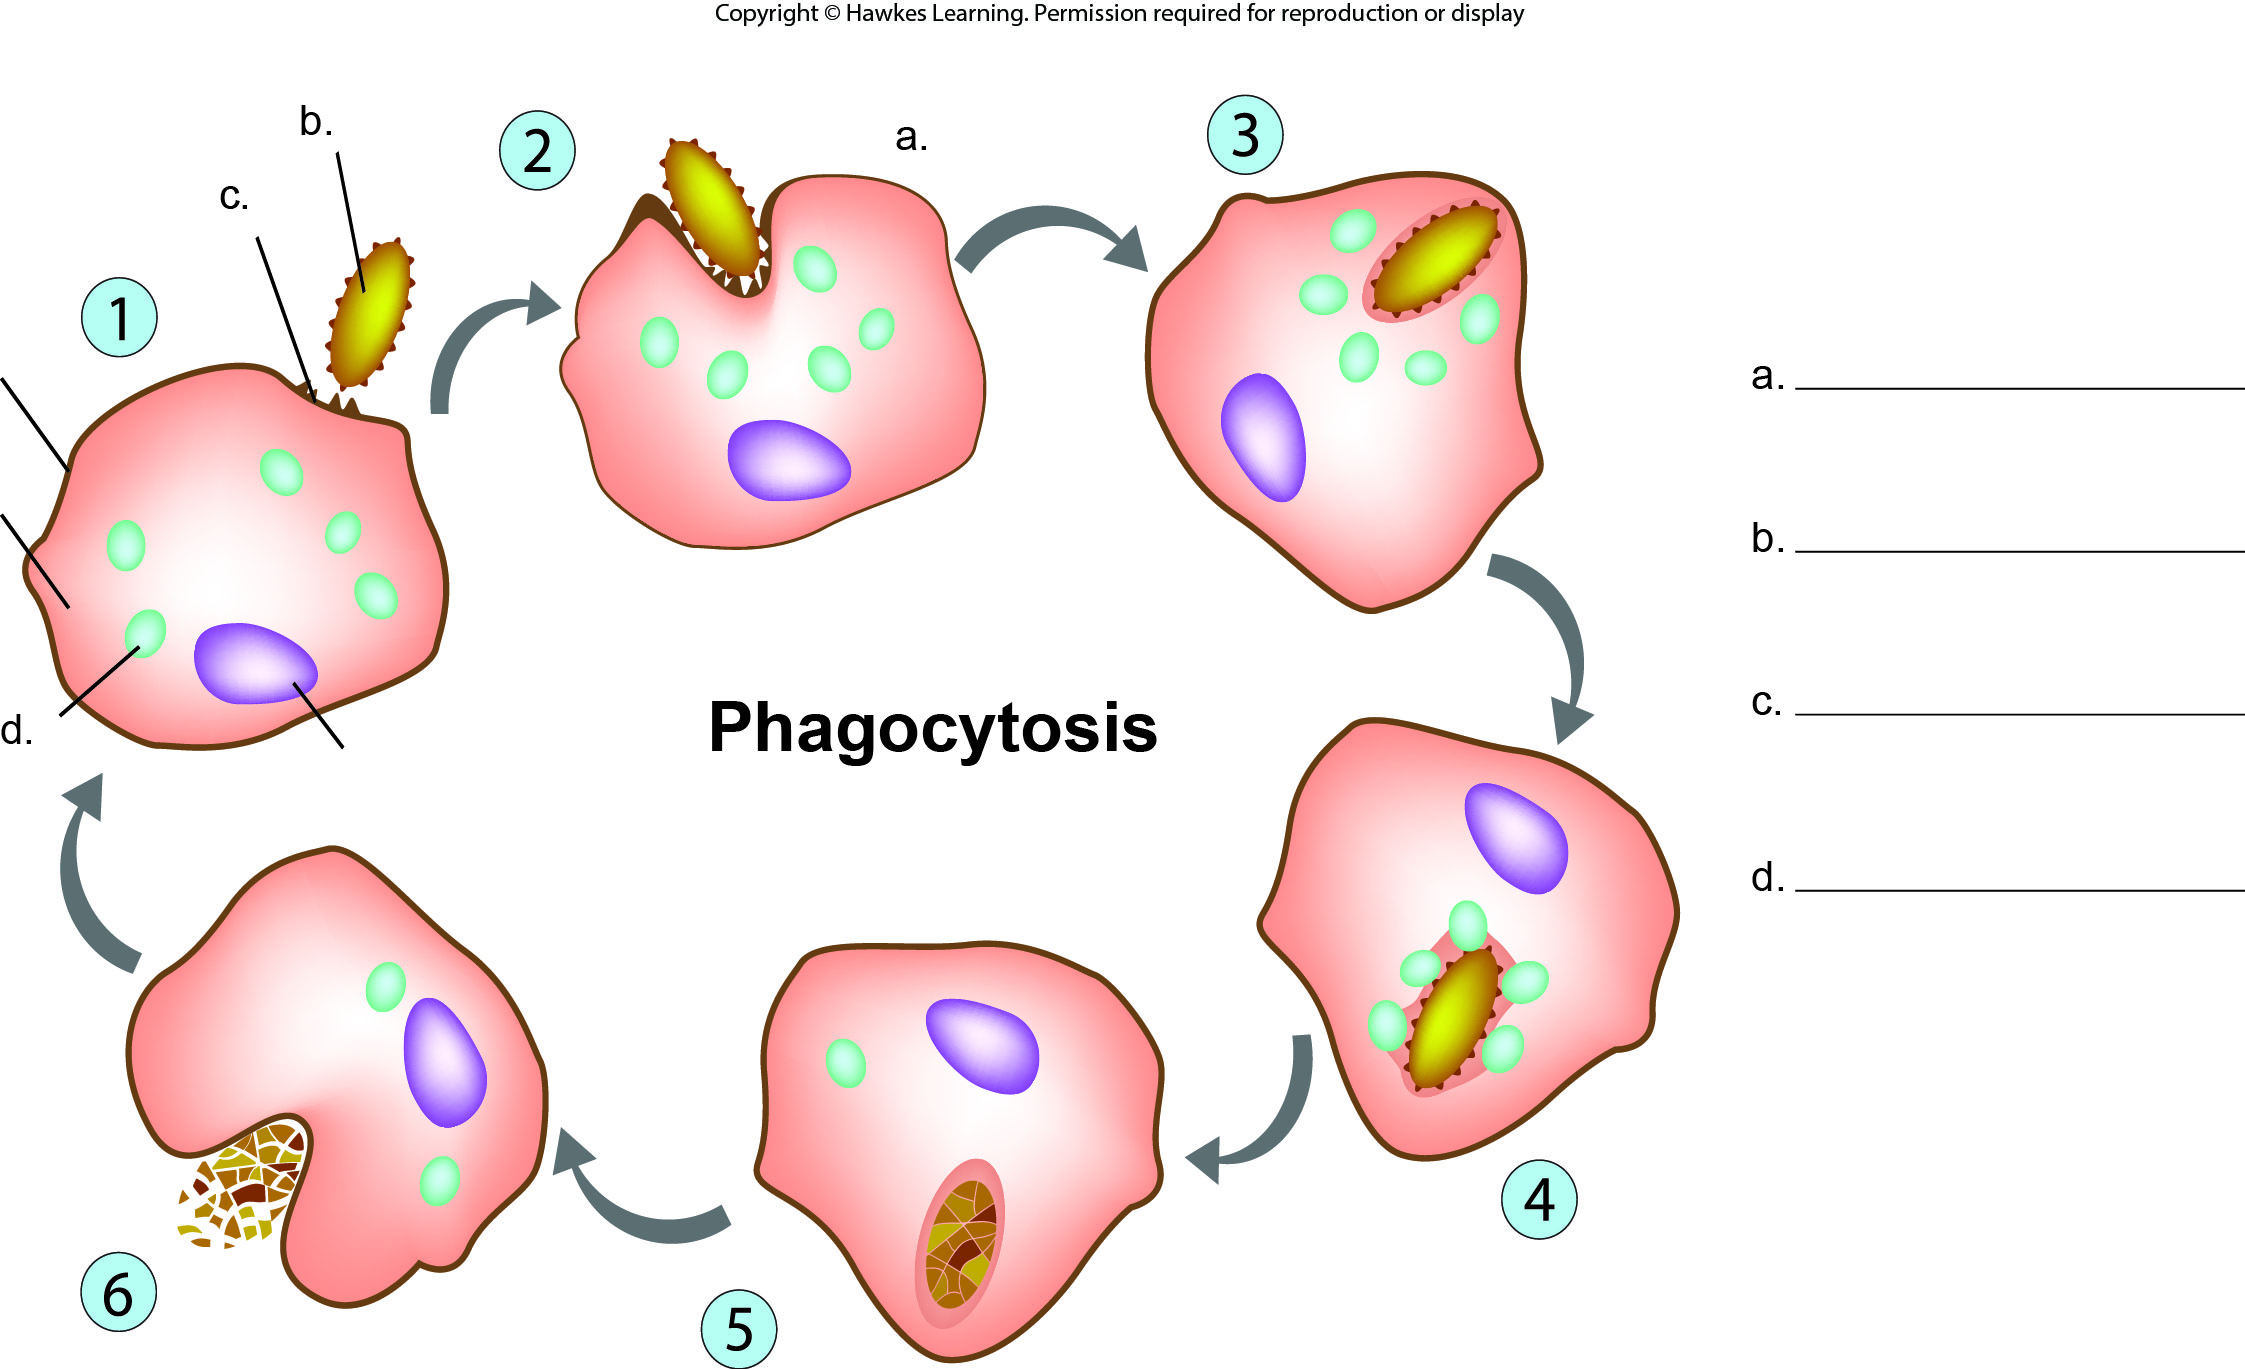 Copyright © Hawkes Learning. Permission required for reproduction or display
b.
c.
1
2
a.
3
d.
Phagocytosis
4
5
6
a.
b.
c.
d.